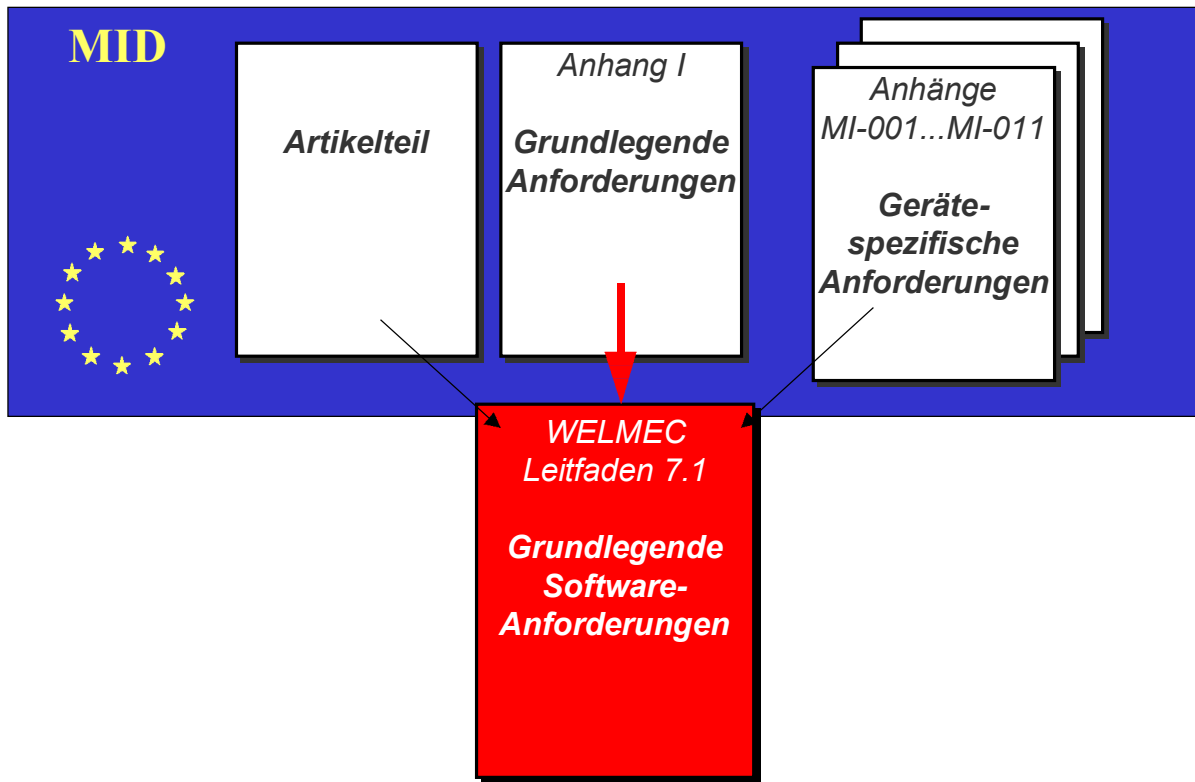 MID
Artikelteil
Anhang I
Grundlegende
Anforderungen
Anhänge
MI-001...MI-011
Geräte-
spezifische
Anforderungen
WELMEC
Leitfaden 7.1
Grundlegende
Software-
Anforderungen